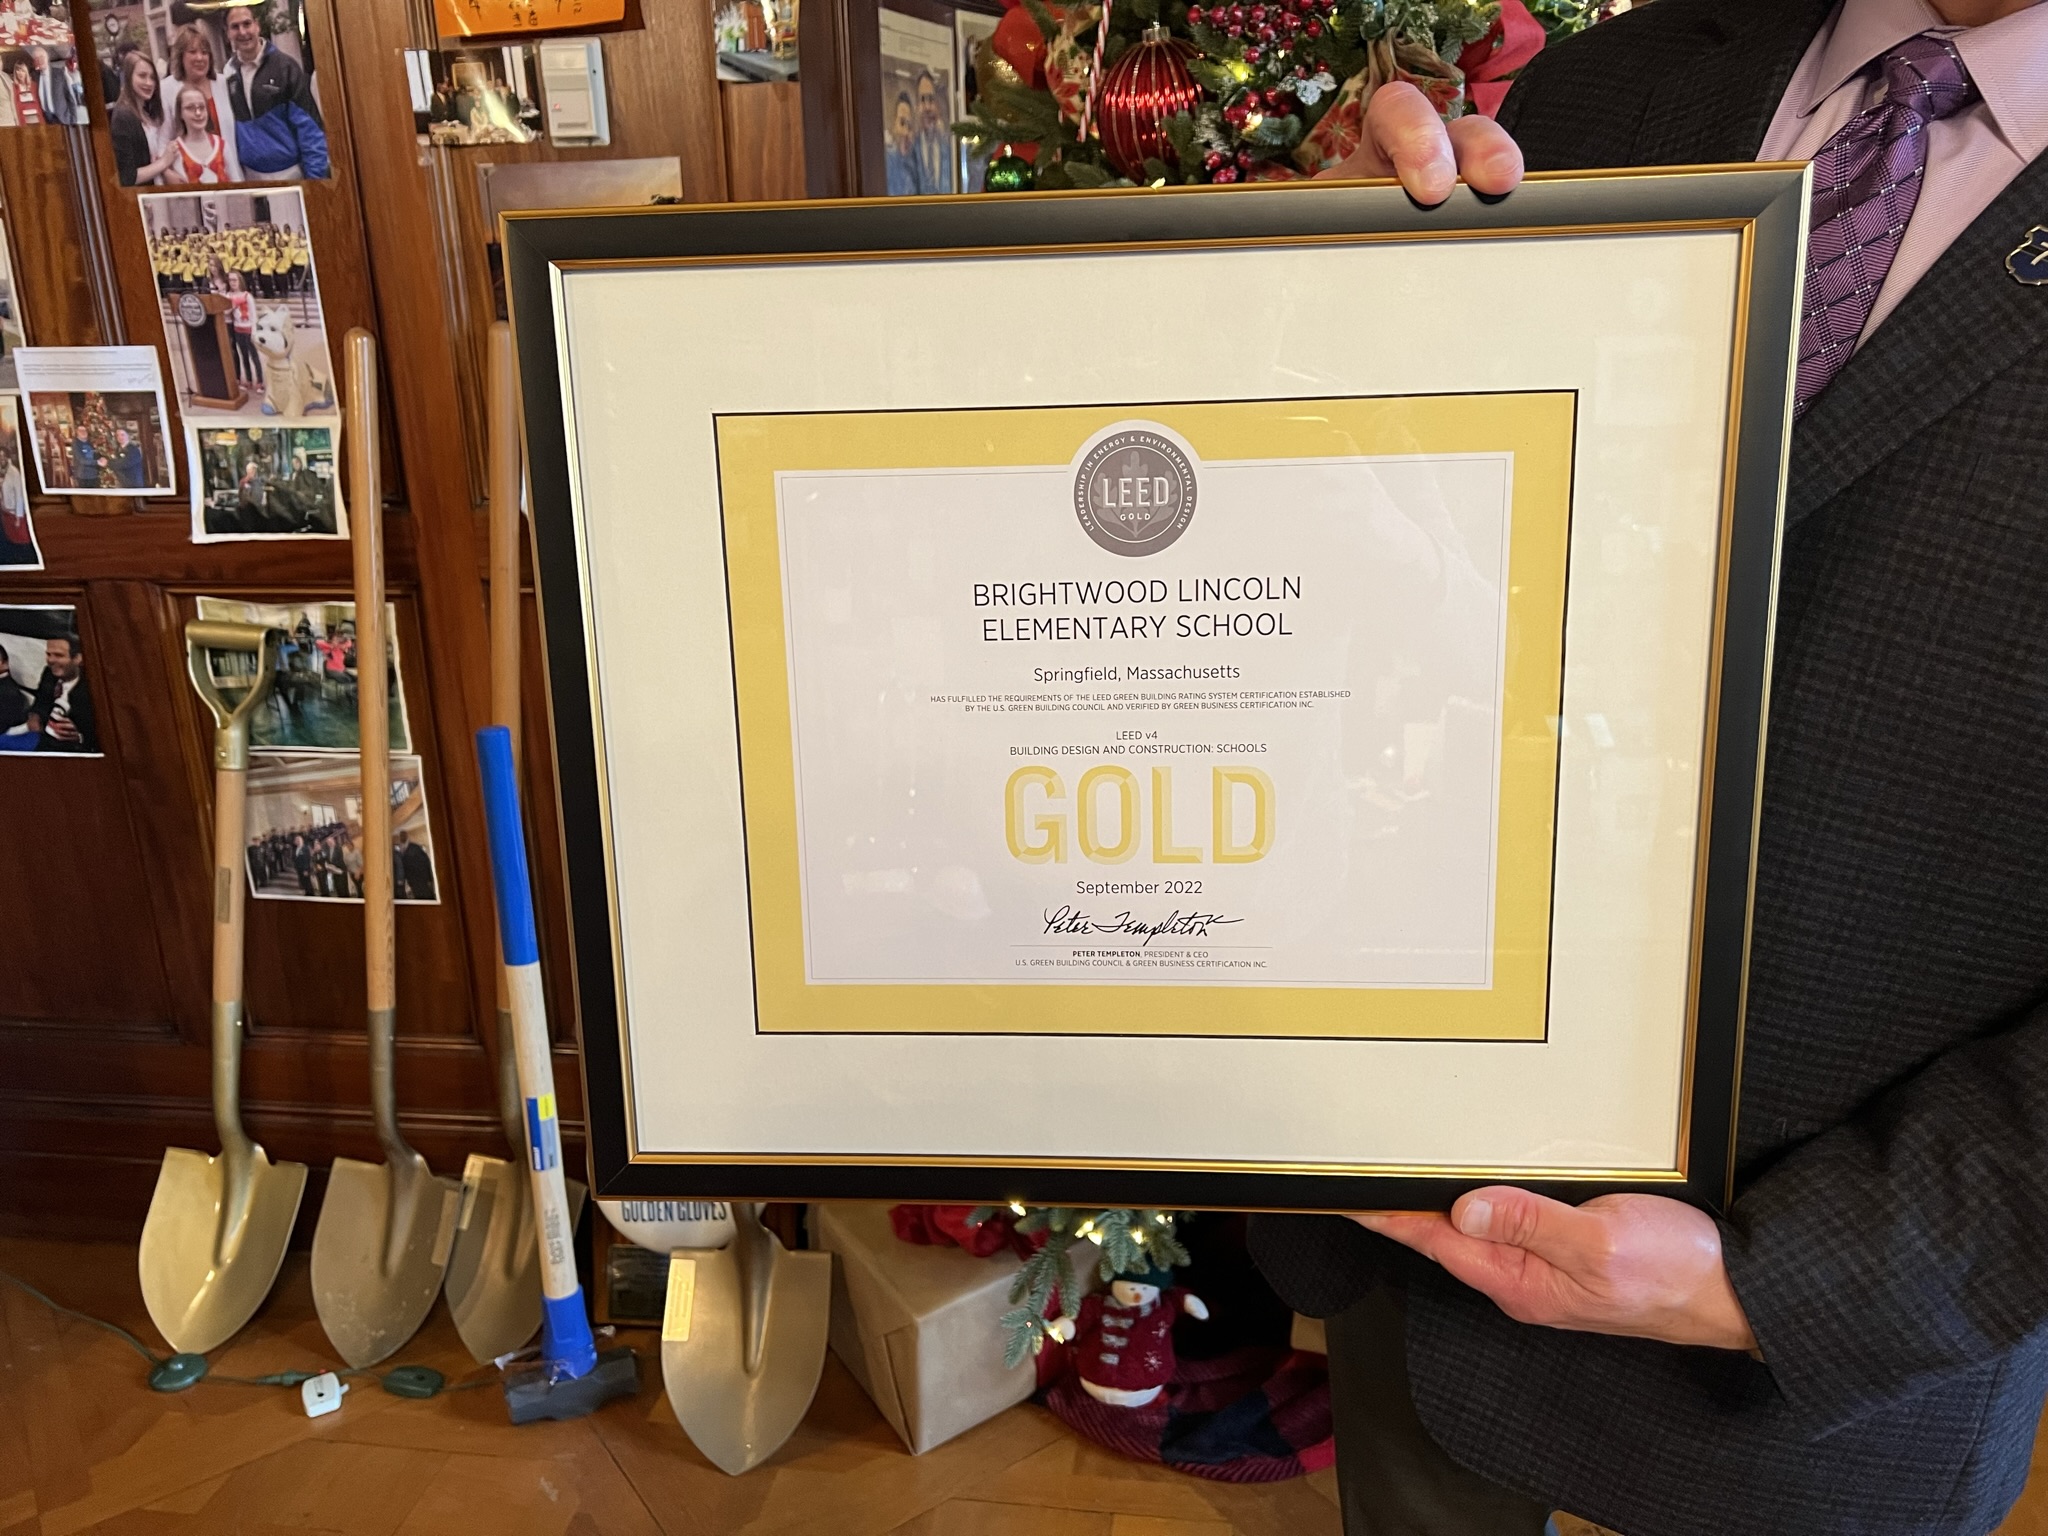 LEADERSHIP IN ENERGY & ENVIRONMENTAL DESIGN
LEED
GOLD
BRIGHTWOOD LINCOLN
ELEMENTARY SCHOOL
Springfield, Massachusetts
HAS FULFILLED THE REQUIREMENTS OF THE LEED GREEN BUILDING RATING SYSTEM CERTIFICATION ESTABLISHED
BY THE U.S. GREEN BUILDING COUNCIL AND VERIFIED BY GREEN BUSINESS CERTIFICATION INC.
LEED v4
BUILDING DESIGN AND CONSTRUCTION: SCHOOLS
GOLD
September 2022
Peter Templeton
PETER TEMPLETON, PRESIDENT & CEO
U.S. GREEN BUILDING COUNCIL & GREEN BUSINESS CERTIFICATION INC.
GOLDEN GLOVES